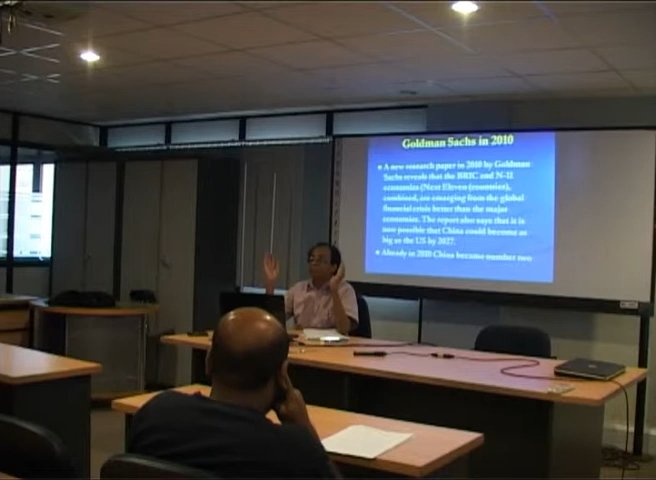 Goldman Sachs in 2010
A new research paper in 2010 by Goldman
Sachs reveals that the BRIC and N-11
economies (Next Eleven (countries),
combined, are emerging from the global
financial crisis better than the major
economies. The report also says that it is
now possible that China could become as
big as the US by 2027.
Already in 2010 China became number two